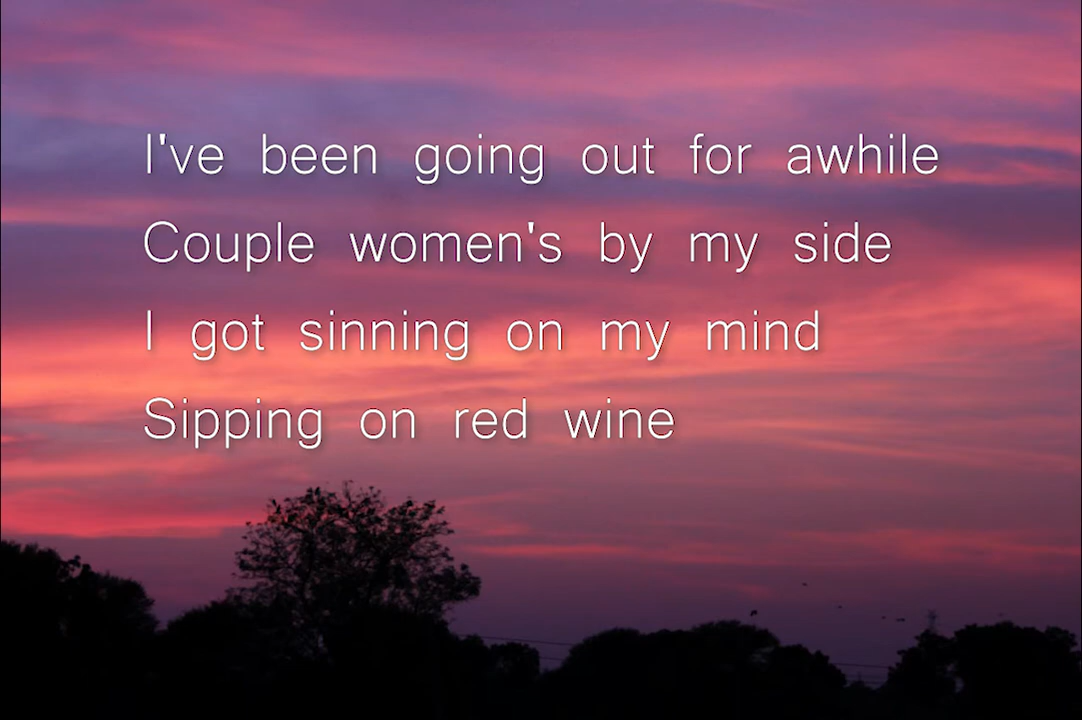 I've been going out for awhile
Couple women's by my side
I got sinning on my mind
Sipping on red wine